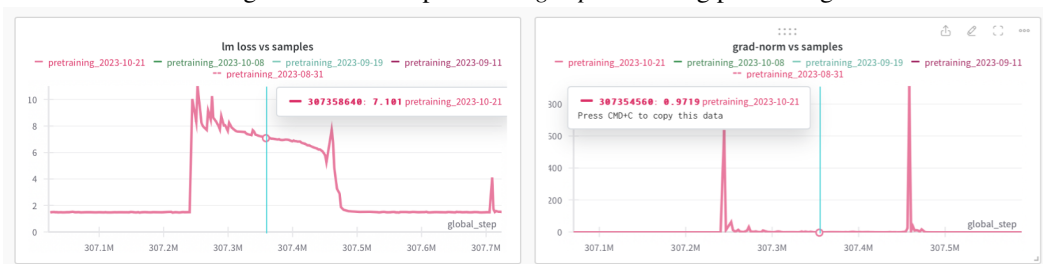 lm loss vs samples
pretraining_2023-10-21 pretraining_2023-10-08 pretraining_2023-09-19 pretraining_2023-09-11
pretraining_2023-08-31
307358640: 7.101 pretraining_2023-10-21
10
8
6
4
2
0
global_step
307.1M 307.2M 307.3M 307.4M 307.5M 307.6M 307.7M
grad-norm vs samples
pretraining_2023-10-21 pretraining_2023-10-08 pretraining_2023-09-19 pretraining_2023-09-11
pretraining_2023-08-31
307354560: 0.9719 pretraining_2023-10-21
Press CMD+C to copy this data
800
600
400
200
0
global_step
307.1M 307.2M 307.3M 307.4M 307.5M